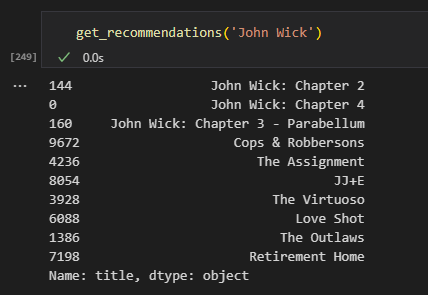 get_recommendations('John Wick')
[249] 0.0s
... 144 John Wick: Chapter 2
0 John Wick: Chapter 4
160 John Wick: Chapter 3 - Parabellum
9672 Cops & Robbersons
4236 The Assignment
8054 JJ+E
3928 The Virtuoso
6088 Love Shot
1386 The Outlaws
7198 Retirement Home
Name: title, dtype: object